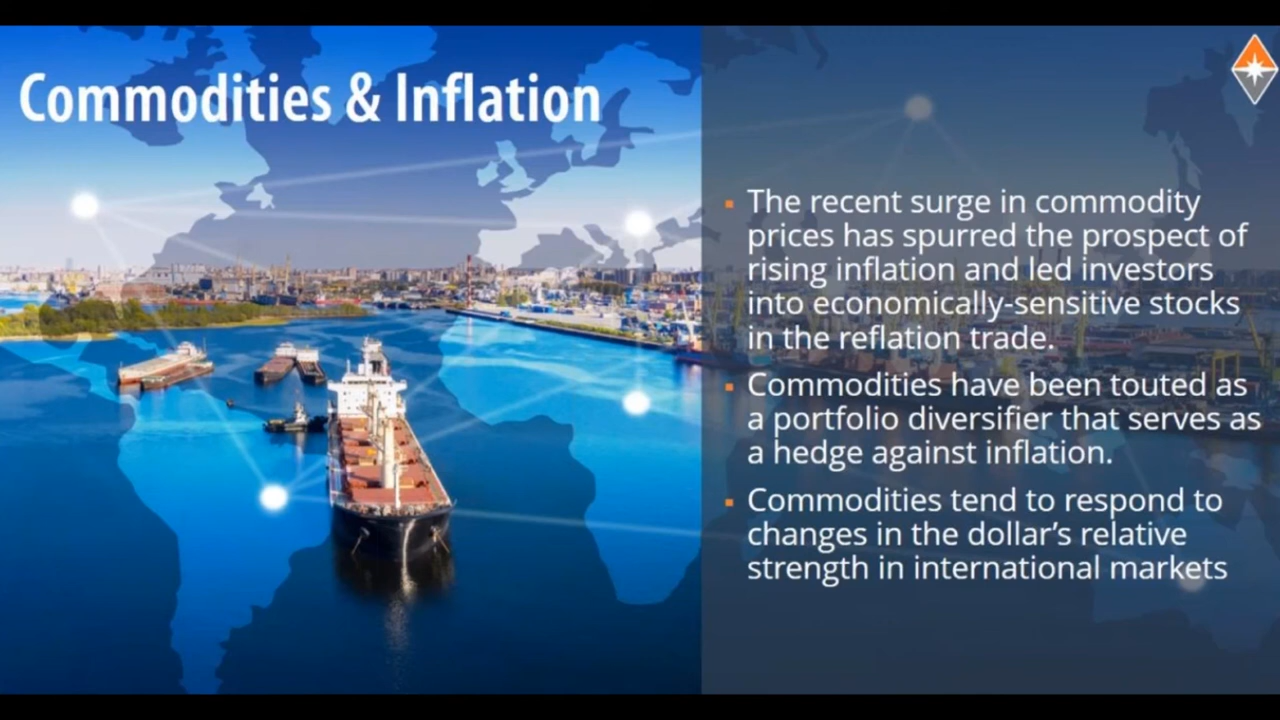 Commodities & Inflation
▪ The recent surge in commodity
prices has spurred the prospect of
rising inflation and led investors
into economically-sensitive stocks
in the reflation trade.
▪ Commodities have been touted as
a portfolio diversifier that serves as
a hedge against inflation.
▪ Commodities tend to respond to
changes in the dollar’s relative
strength in international markets